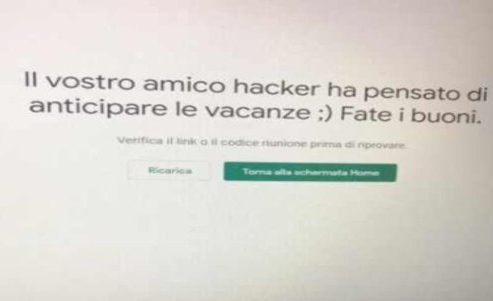 Il vostro amico hacker ha pensato di
anticipare le vacanze ;) Fate i buoni.
Verifica il link o il codice riunione prima di riprovare.
Ricarica
Torna alla schermata Home